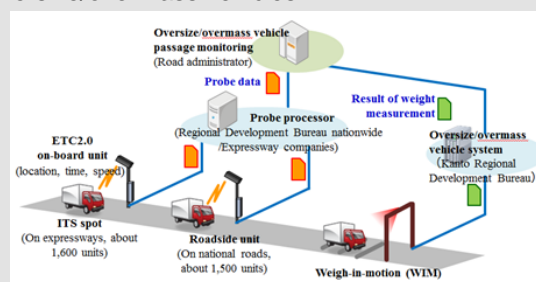 Oversize/overmass vehicle
passage monitoring
(Road administrator)
Probe data
Result of weight
measurement
Probe processor
(Regional Development Bureau nationwide
/Expressway companies)
Oversize/overmass
vehicle system
(Kanto Regional
Development Bureau)
ETC2.0
on-board unit
(location, time, speed)
ITS spot
(On expressways, about
1,600 units)
Roadside unit
(On national roads,
about 1,500 units)
Weigh-in-motion (WIM)